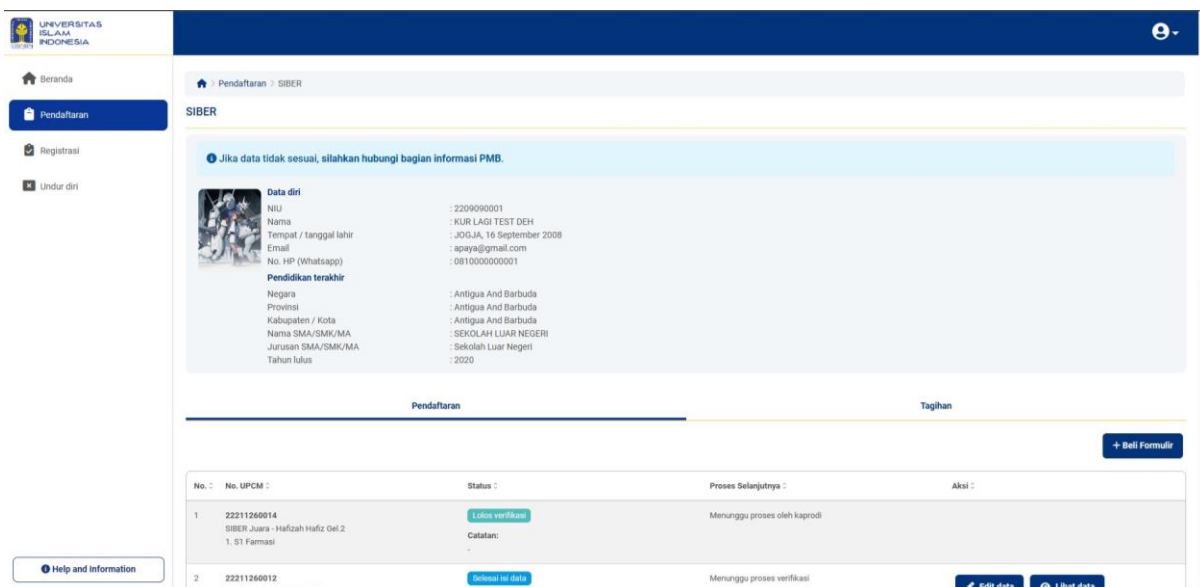 UNIVERSITAS
ISLAM
INDONESIA
Beranda
Pendaftaran
Registrasi
Undur diri
Help and Information
> Pendaftaran > SIBER
SIBER
Jika data tidak sesuai, silahkan hubungi bagian informasi PMB.
Data diri
NIU : 2209090001
Nama : KUR LAGI TEST DEH
Tempat / tanggal lahir : JOGJA, 16 September 2008
Email : apaya@gmail.com
No. HP (Whatsapp) : 0810000000001
Pendidikan terakhir
Negara : Antigua And Barbuda
Provinsi : Antigua And Barbuda
Kabupaten / Kota : Antigua And Barbuda
Nama SMA/SMK/MA : SEKOLAH LUAR NEGERI
Jurusan SMA/SMK/MA : Sekolah Luar Negeri
Tahun lulus : 2020
Pendaftaran Tagihan
+ Beli Formulir
No. No. UPCM Status Proses Selanjutnya Aksi
1 22211260014 Lolos verifikasi Menunggu proses oleh kaprodi
SIBER Juara - Hafizah Hafiz Gel.2 Catatan:
1. S1 Farmasi -
2 22211260012 Selesai isi data Menunggu proses verifikasi Edit data Lihat data